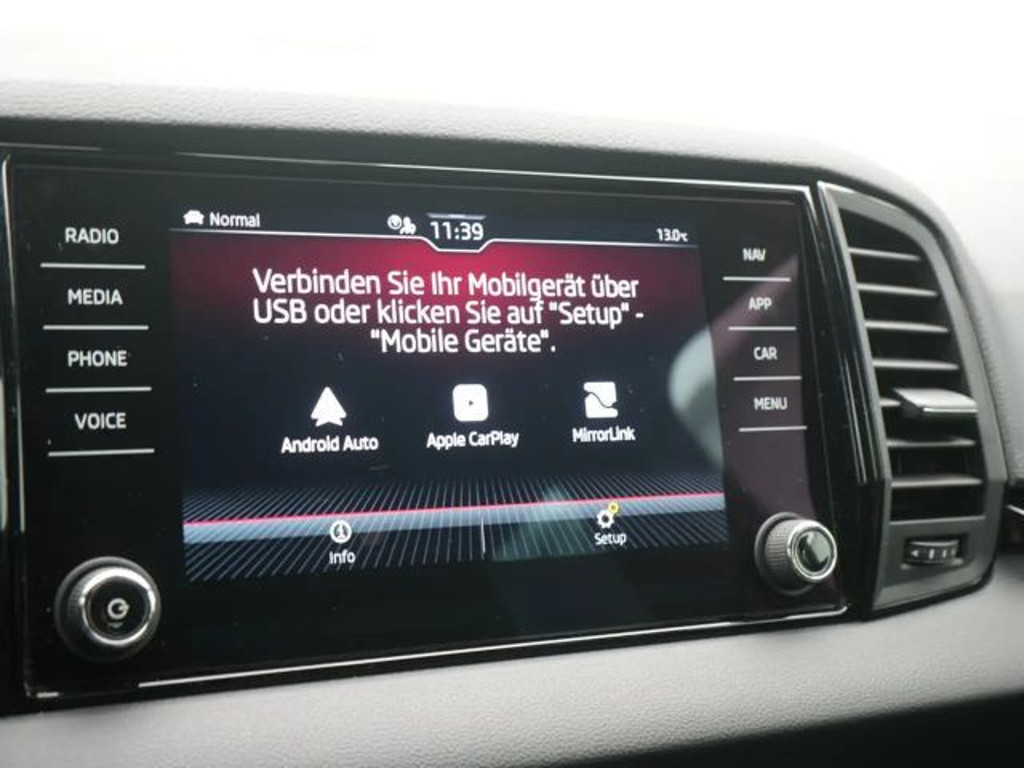 RADIO
MEDIA
PHONE
VOICE
Normal
11:39
13.0°C
Verbinden Sie Ihr Mobilgerät über
USB oder klicken Sie auf "Setup" -
"Mobile Geräte".
Android Auto
Apple CarPlay
MirrorLink
Info
Setup
NAV
APP
CAR
MENU